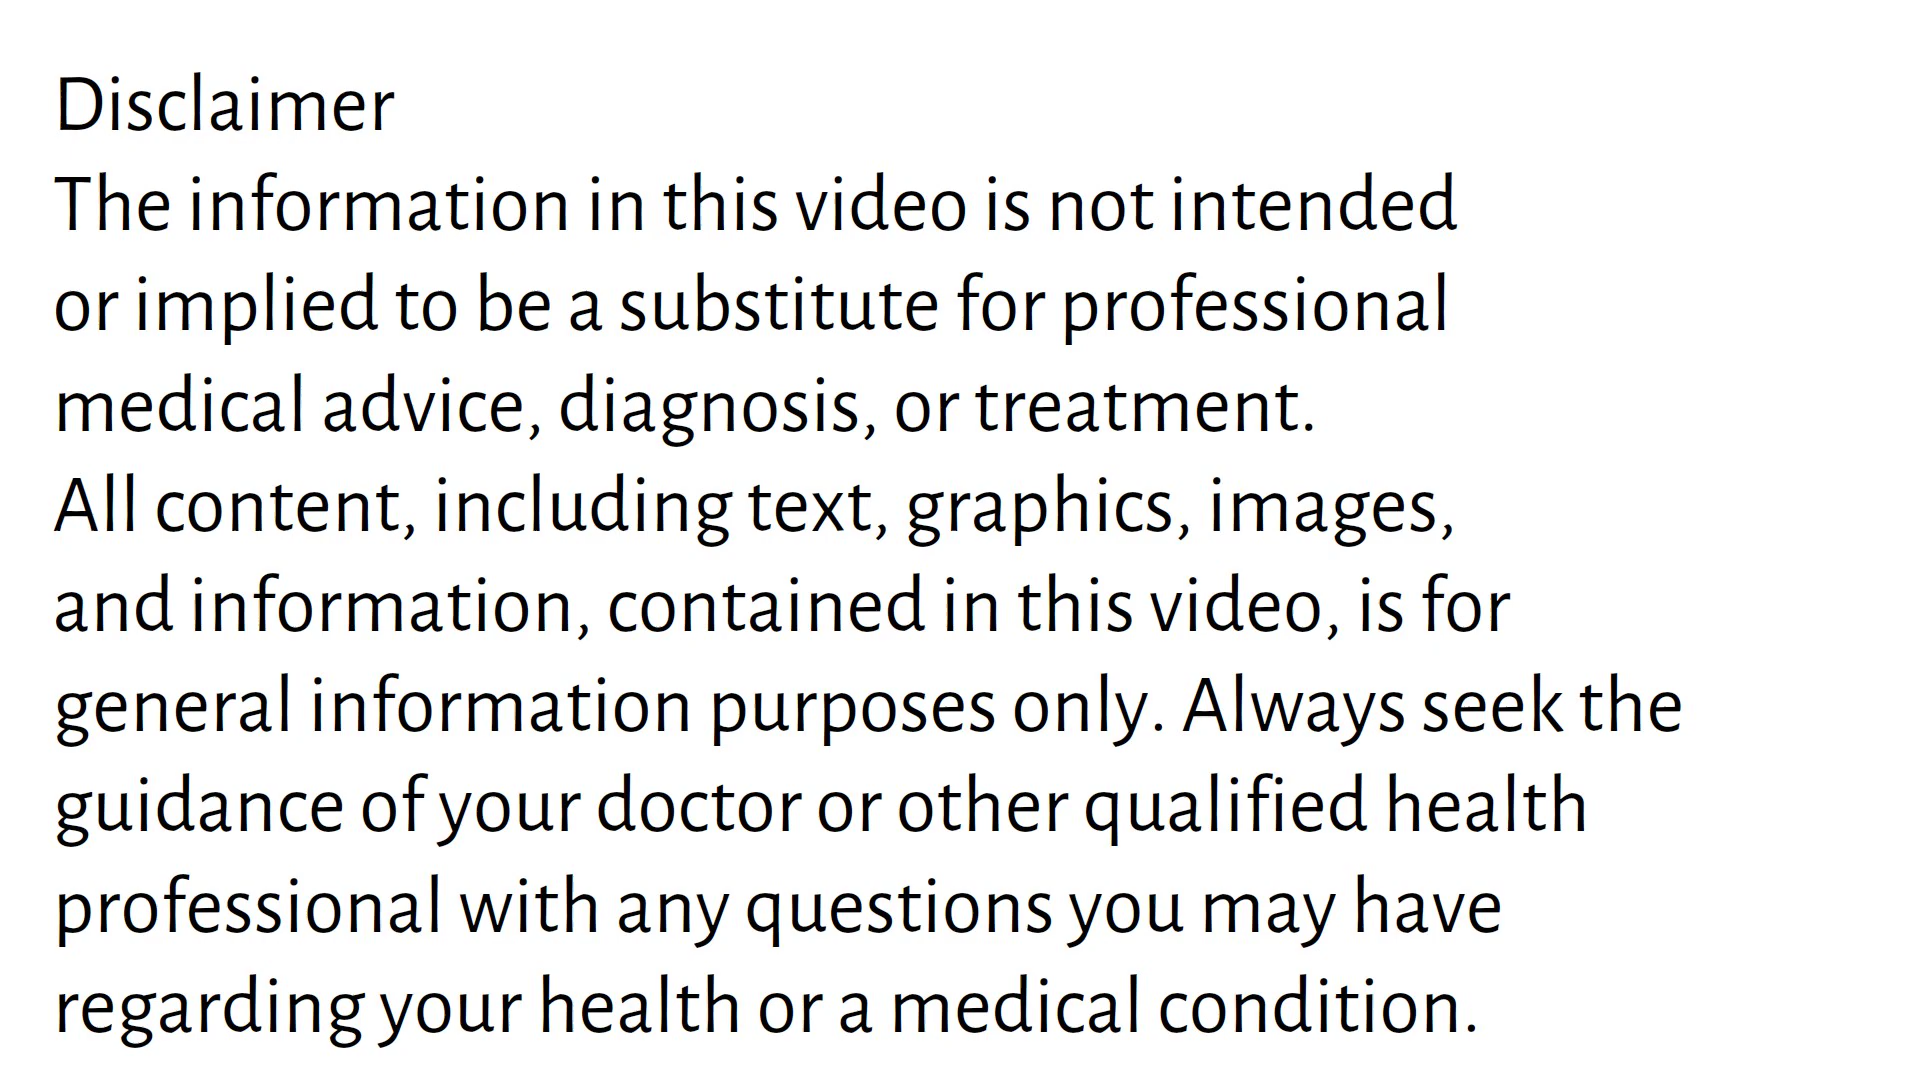 Disclaimer
The information in this video is not intended
or implied to be a substitute for professional
medical advice, diagnosis, or treatment.
All content, including text, graphics, images,
and information, contained in this video, is for
general information purposes only. Always seek the
guidance of your doctor or other qualified health
professional with any questions you may have
regarding your health or a medical condition.